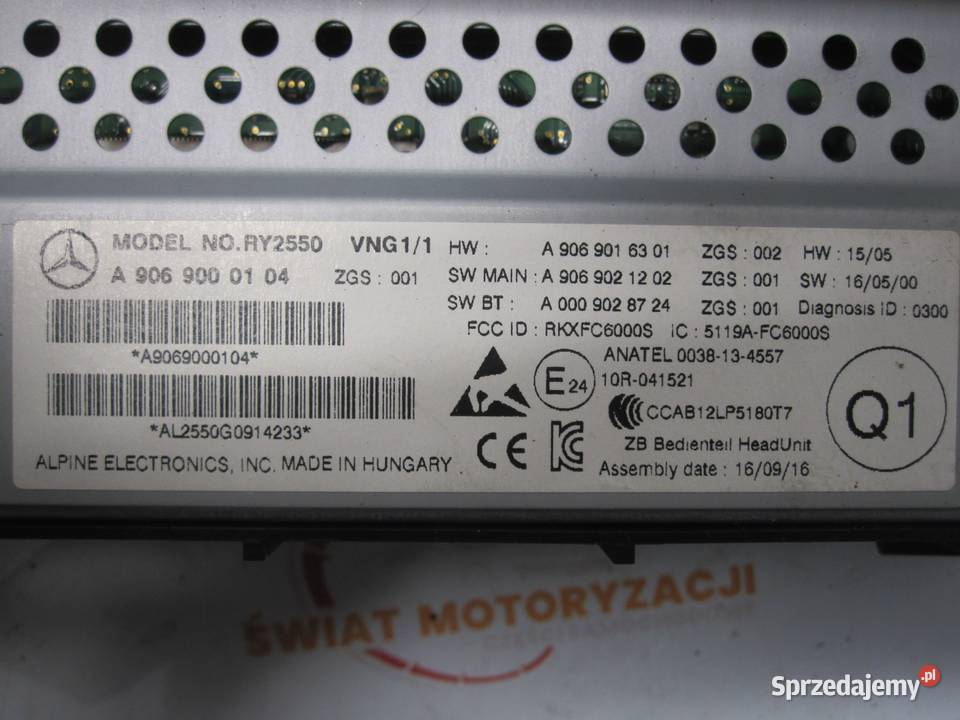 MODEL NO.RY2550 VNG1/1
A 906 900 01 04 ZGS : 001
*A9069000104*
*AL2550G0914233*
ALPINE ELECTRONICS, INC. MADE IN HUNGARY
HW : A 906 901 63 01 ZGS : 002 HW : 15/05
SW MAIN : A 906 902 12 02 ZGS : 001 SW : 16/05/00
SW BT : A 000 902 87 24 ZGS : 001 Diagnosis ID : 0300
FCC ID : RKXFC6000S IC : 5119A-FC6000S
ANATEL 0038-13-4557
E24 10R-041521
CCC CCAB12LP5180T7
CE KC
ZB Bedienteil HeadUnit
Assembly date : 16/09/16
Q1
ŚWIAT MOTORYZACJI
Sprzedajemy.pl